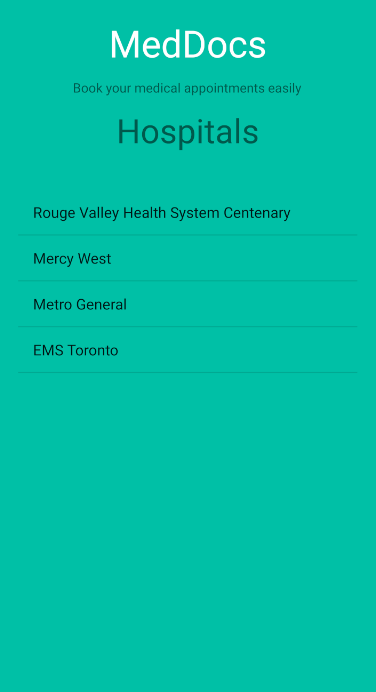 MedDocs
Book your medical appointments easily
Hospitals
Rouge Valley Health System Centenary
Mercy West
Metro General
EMS Toronto